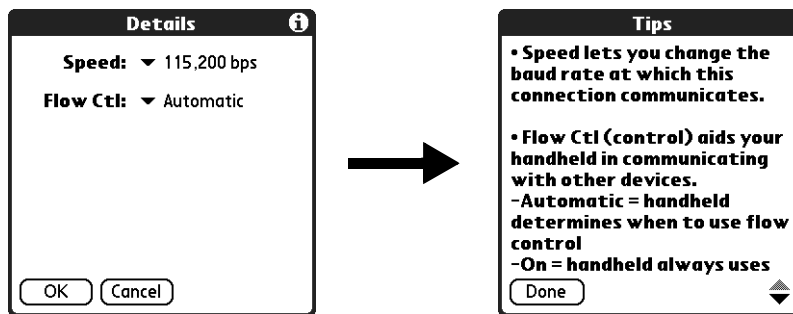 Details
Speed: 115,200 bps
Flow Ctl: Automatic
OK Cancel
Tips
• Speed lets you change the
baud rate at which this
connection communicates.
• Flow Ctl (control) aids your
handheld in communicating
with other devices.
-Automatic = handheld
determines when to use flow
control
-On = handheld always uses
Done